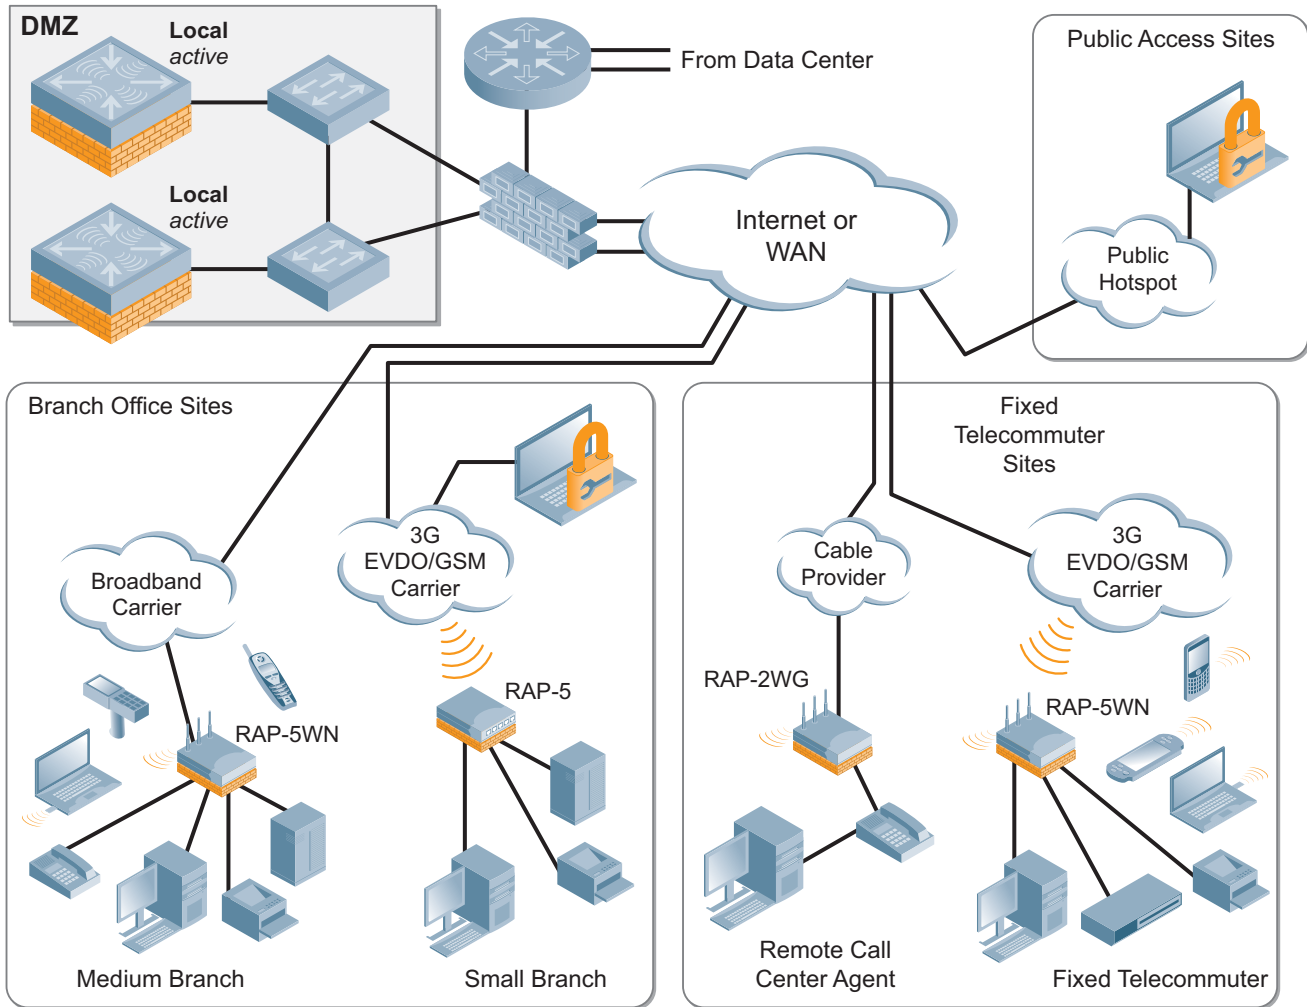 DMZ
Local
active
Local
active
From Data Center
Internet or
WAN
Public Access Sites
Public
Hotspot
Branch Office Sites
3G
EVDO/GSM
Carrier
Broadband
Carrier
RAP-5WN
RAP-5
Medium Branch
Small Branch
Fixed
Telecommuter
Sites
Cable
Provider
3G
EVDO/GSM
Carrier
RAP-2WG
RAP-5WN
Remote Call
Center Agent
Fixed Telecommuter